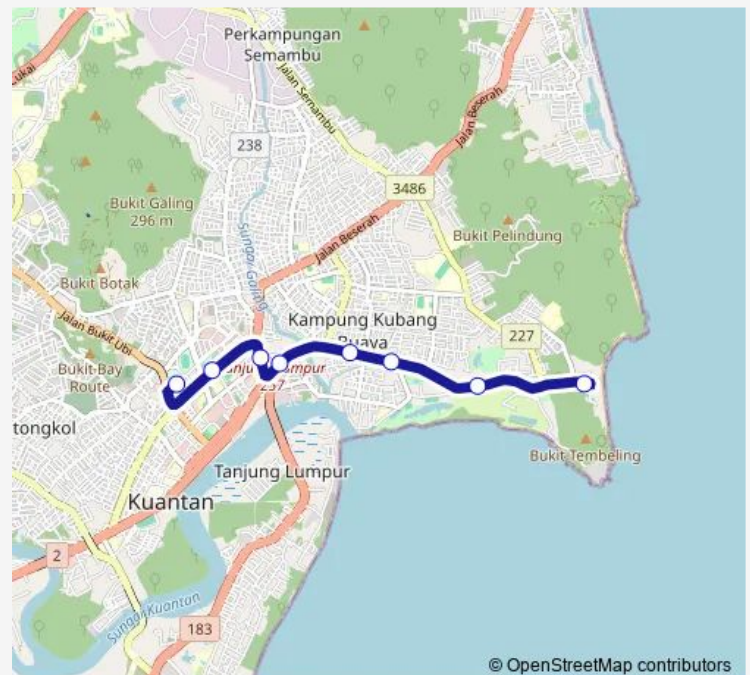 Perkampungan
Semambu
ukai
Jalan Semambu
Jalan Beserah
238
3486
Bukit Galing
296 m
Sungai Galing
Jalan Beserah
Bukit Pelindung
Bukit Botak
Jalan Bukit Ubi
Kampung Kubang
Buaya
227
Bukit-Bay
Route
tongkol
Tanjung Lumpur
Bukit Tembeling
Kuantan
2
Sungai Kuantan
183
© OpenStreetMap contributors